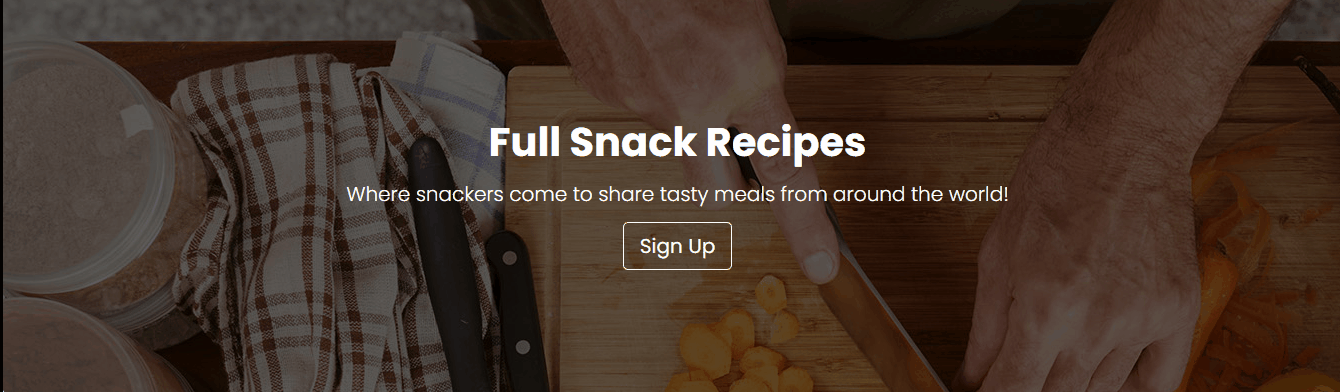 Full Snack Recipes
Where snackers come to share tasty meals from around the world!
Sign Up